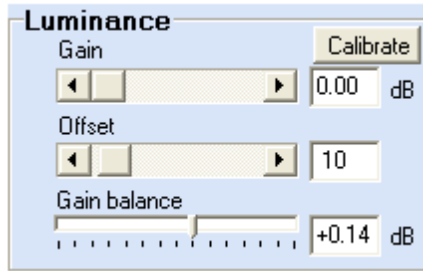 Luminance
Gain
Calibrate
0.00 dB
Offset
10
Gain balance
+0.14 dB